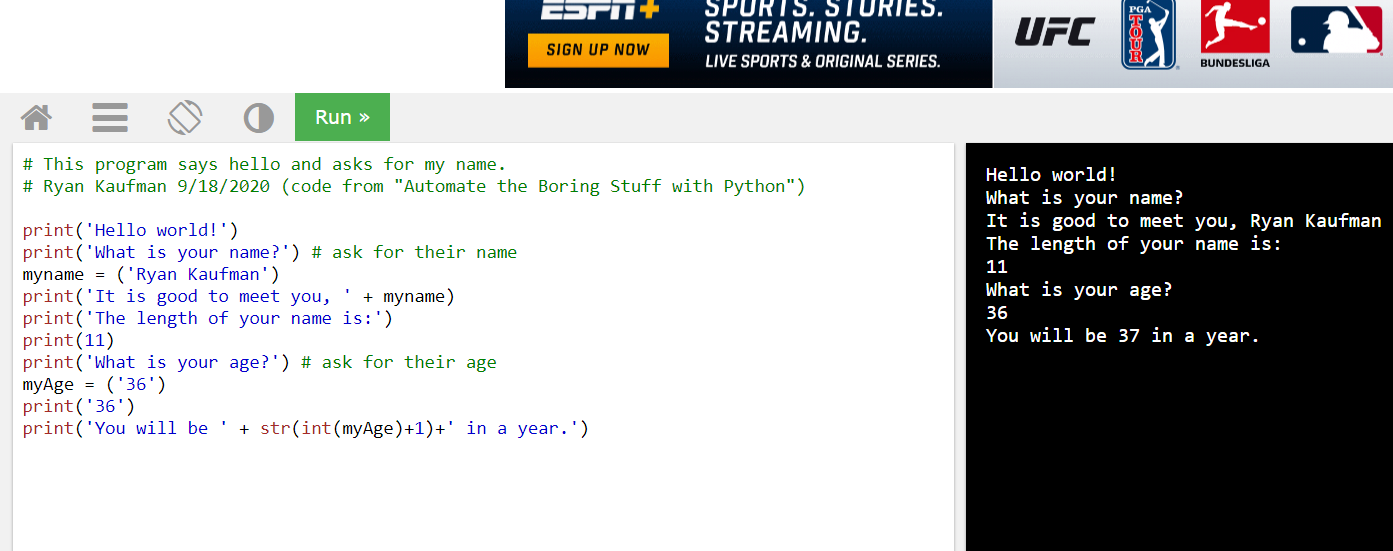 ESPN+
SPORTS. STORIES.
STREAMING.
SIGN UP NOW
LIVE SPORTS & ORIGINAL SERIES.
UFC
PGA
TOUR
BUNDESLIGA
Run »
# This program says hello and asks for my name.
# Ryan Kaufman 9/18/2020 (code from "Automate the Boring Stuff with Python")
print('Hello world!')
print('What is your name?') # ask for their name
myname = ('Ryan Kaufman')
print('It is good to meet you, ' + myname)
print('The length of your name is:')
print(11)
print('What is your age?') # ask for their age
myAge = ('36')
print('36')
print('You will be ' + str(int(myAge)+1)+' in a year.')
Hello world!
What is your name?
It is good to meet you, Ryan Kaufman
The length of your name is:
11
What is your age?
36
You will be 37 in a year.